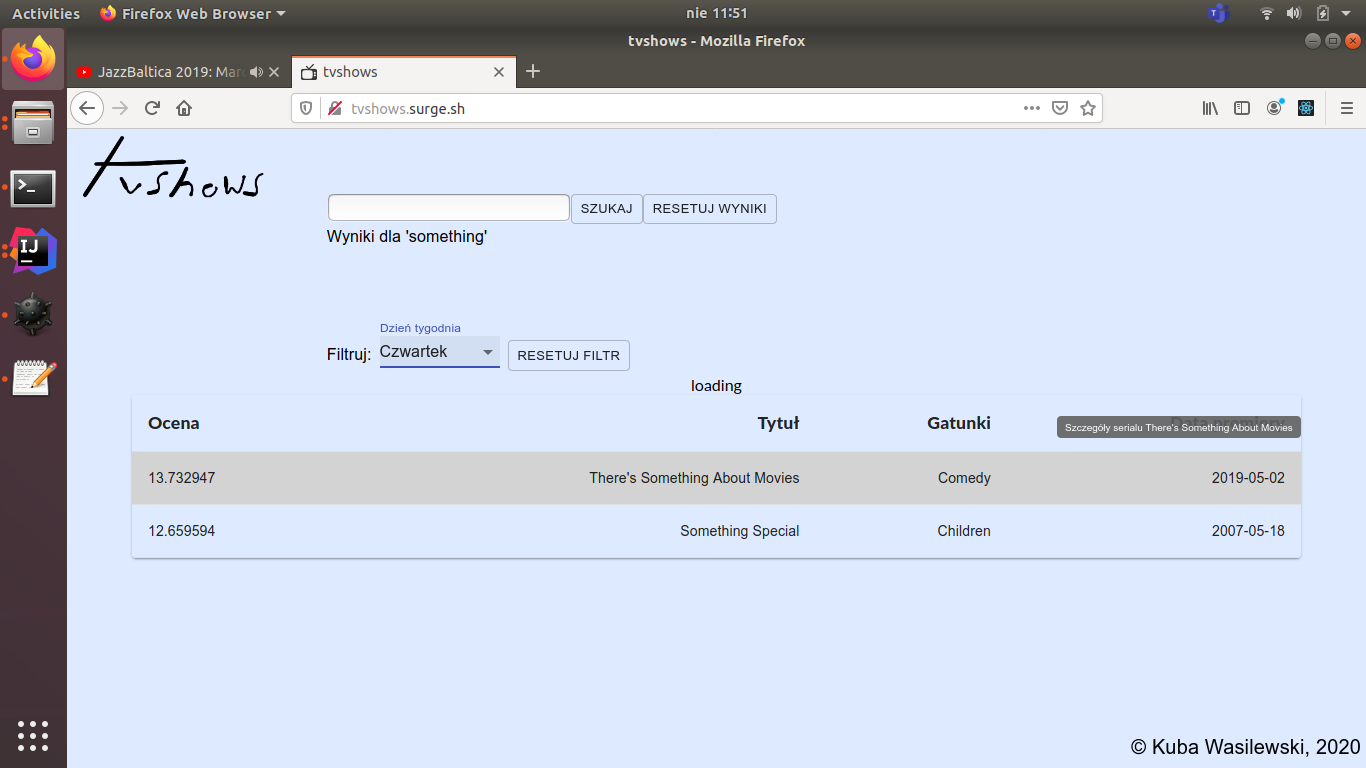 Activities Firefox Web Browser nie 11:51
tvshows - Mozilla Firefox
JazzBaltica 2019: tvshows
tvshows.surge.sh
tvshows
SZUKAJ RESETUJ WYNIKI
Wyniki dla 'something'
Dzień tygodnia
Filtruj: Czwartek RESETUJ FILTR
loading
Ocena Tytuł Gatunki
Szczegóły serialu There's Something About Movies
13.732947 There's Something About Movies Comedy 2019-05-02
12.659594 Something Special Children 2007-05-18
© Kuba Wasilewski, 2020